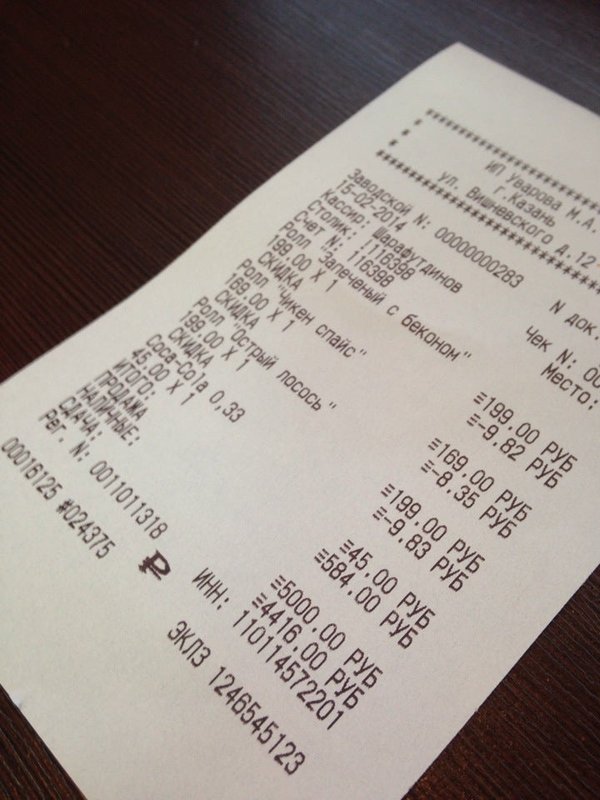 ИП Уварова М.А.
г.Казань
ул. Вишневского д.12-
Заводской N: 00000000283
15-02-2014 N док.
Кассир: Шарафутдинов Чек N: 00
Столик: 1116398 Место:
Счет N: 116398
Ролл "Запеченый с беконом"
199.00 X 1 ≡199.00 РУБ
СКИДКА ≡-9.82 РУБ
Ролл "Чикен спайс"
169.00 X 1 ≡169.00 РУБ
СКИДКА ≡-8.35 РУБ
Ролл "Острый лосось"
199.00 X 1 ≡199.00 РУБ
СКИДКА ≡-9.83 РУБ
Coca-Cola 0,33
45.00 X 1 ≡45.00 РУБ
ИТОГО: ≡584.00 РУБ
ПРОДАЖА
НАЛИЧНЫЕ: ≡5000.00 РУБ
СДАЧА: ≡4416.00 РУБ
Рег. N: 0011011318 ИНН: 110114572201
00016125 #024375 ЭКЛЗ 1246545123